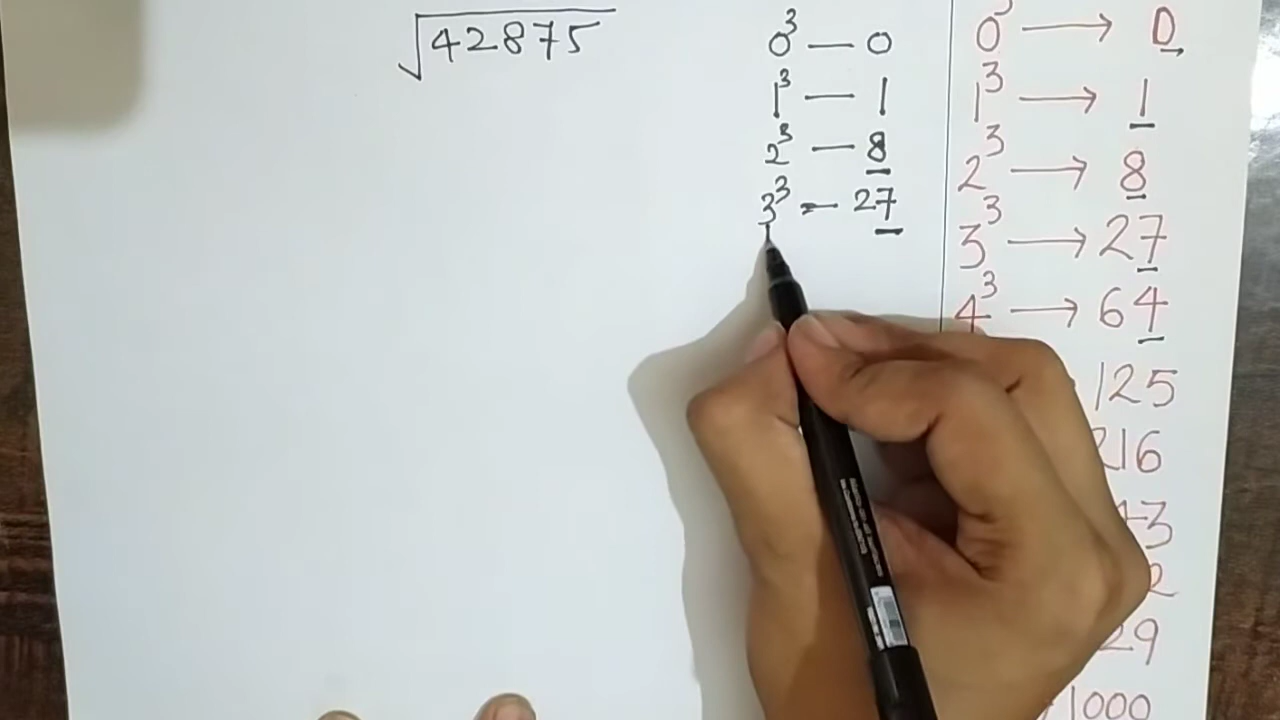 √42875
0³ — 0
1³ — 1
2³ — 8
3³ — 27
0³ → 0
1³ → 1
2³ → 8
3³ → 27
4³ → 64
125
216
1000